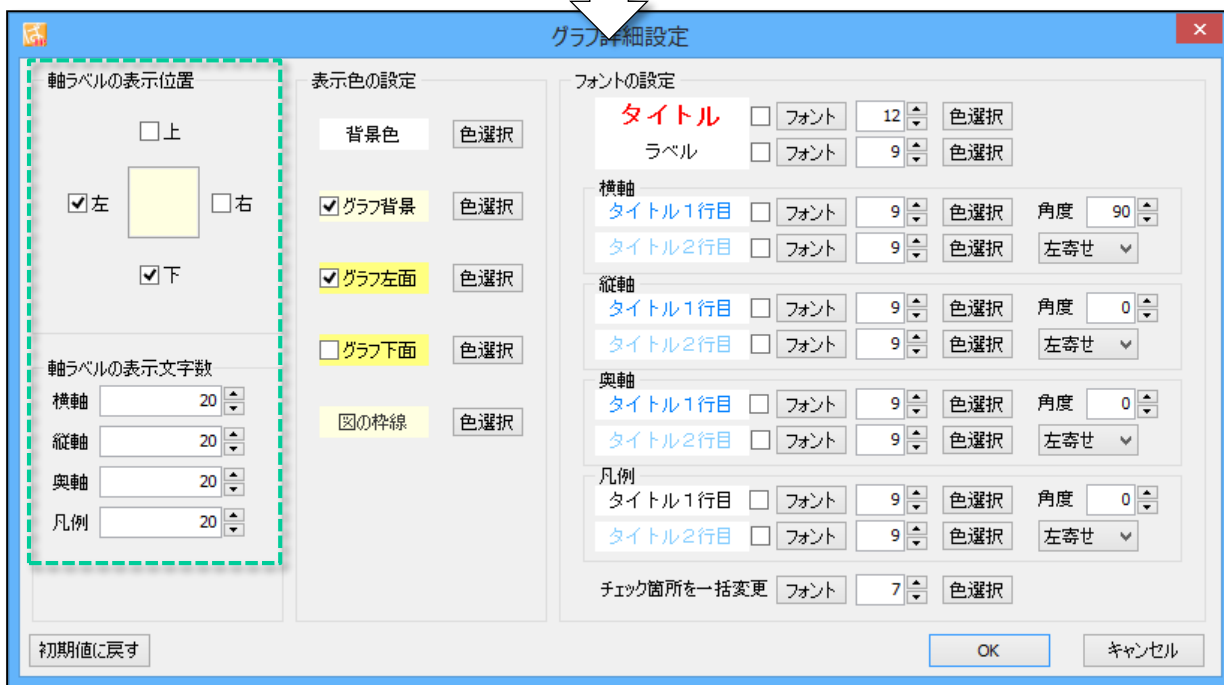 グラフ詳細設定
軸ラベルの表示位置
上
左
右
下
軸ラベルの表示文字数
横軸 20
縦軸 20
奥軸 20
凡例 20
表示色の設定
背景色 色選択
グラフ背景 色選択
グラフ左面 色選択
グラフ下面 色選択
図の枠線 色選択
フォントの設定
タイトル フォント 12 色選択
ラベル フォント 9 色選択
横軸
タイトル1行目 フォント 9 色選択 角度 90
タイトル2行目 フォント 9 色選択 左寄せ
縦軸
タイトル1行目 フォント 9 色選択 角度 0
タイトル2行目 フォント 9 色選択 左寄せ
奥軸
タイトル1行目 フォント 9 色選択 角度 0
タイトル2行目 フォント 9 色選択 左寄せ
凡例
タイトル1行目 フォント 9 色選択 角度 0
タイトル2行目 フォント 9 色選択 左寄せ
チェック箇所を一括変更 フォント 7 色選択
初期値に戻す
OK
キャンセル